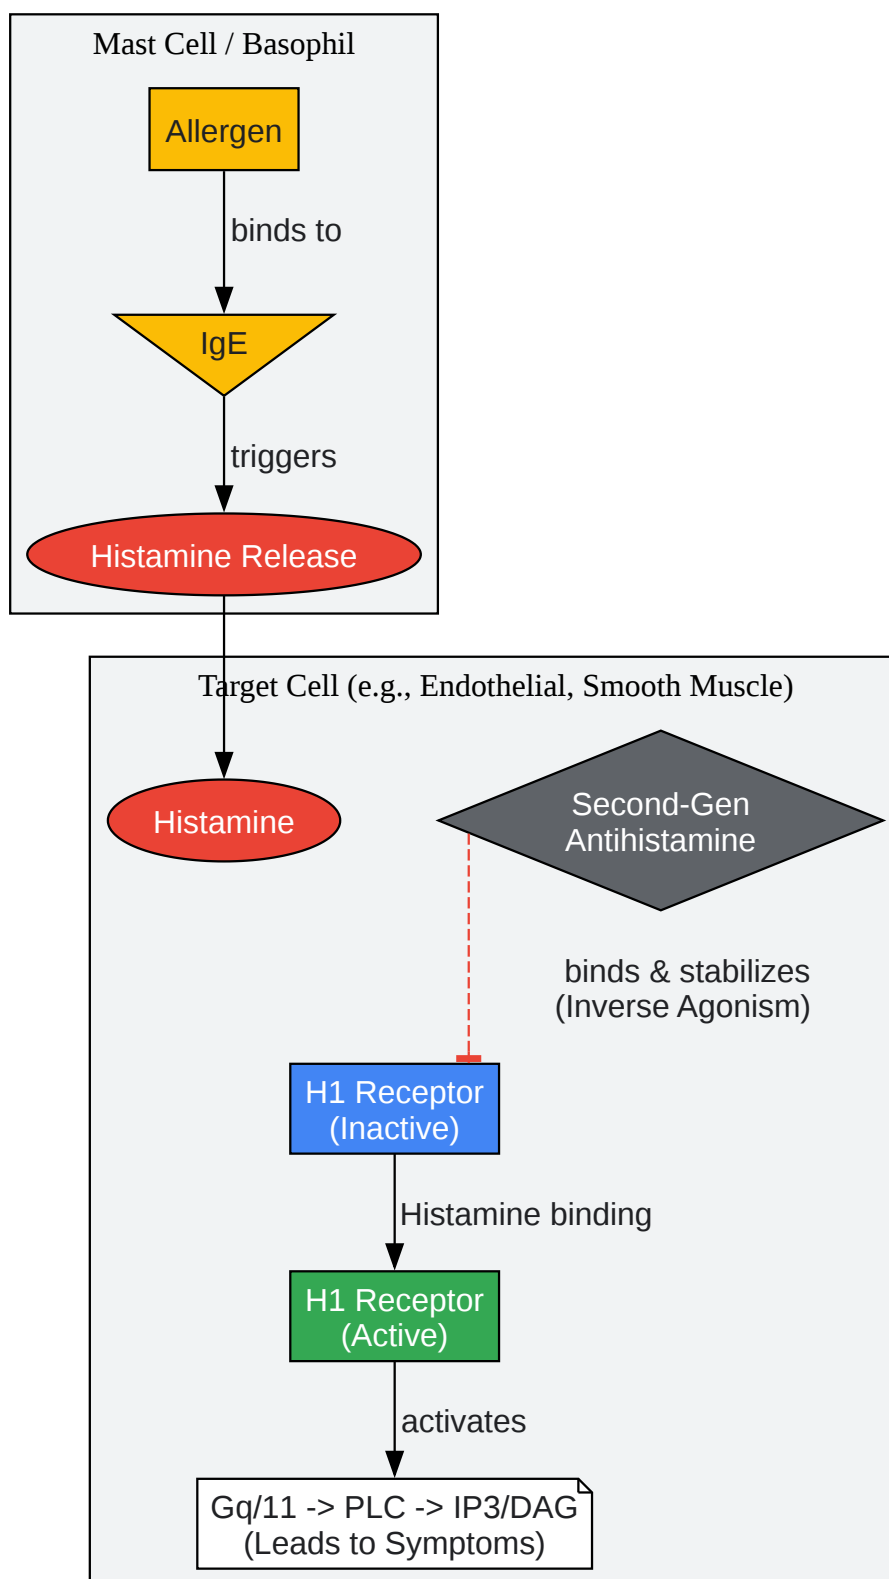 Mast Cell / Basophil
Allergen
binds to
IgE
triggers
Histamine Release
Target Cell (e.g., Endothelial, Smooth Muscle)
Histamine
Second-Gen
Antihistamine
binds & stabilizes
(Inverse Agonism)
H1 Receptor
(Inactive)
Histamine binding
H1 Receptor
(Active)
activates
Gq/11 -> PLC -> IP3/DAG
(Leads to Symptoms)